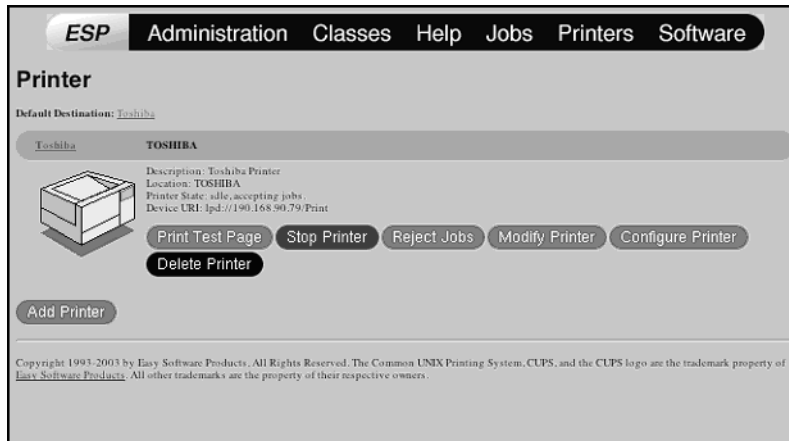 ESP Administration Classes Help Jobs Printers Software
Printer
Default Destination: Toshiba
Toshiba TOSHIBA
Description: Toshiba Printer
Location: TOSHIBA
Printer State: idle, accepting jobs.
Device URI: lpd://190.168.90.79/Print
Print Test Page Stop Printer Reject Jobs Modify Printer Configure Printer
Delete Printer
Add Printer
Copyright 1993-2003 by Easy Software Products, All Rights Reserved. The Common UNIX Printing System, CUPS, and the CUPS logo are the trademark property of
Easy Software Products. All other trademarks are the property of their respective owners.